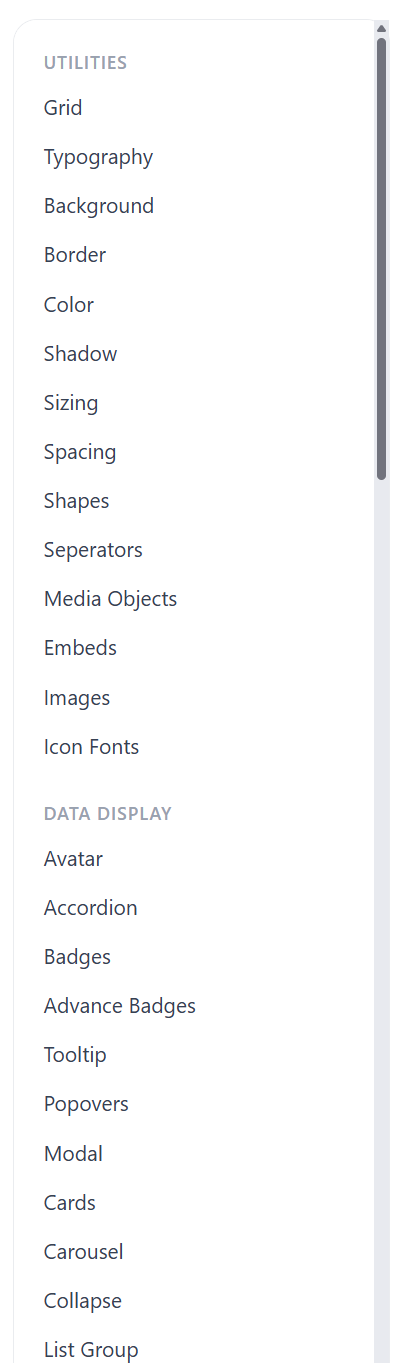 UTILITIES
Grid
Typography
Background
Border
Color
Shadow
Sizing
Spacing
Shapes
Seperators
Media Objects
Embeds
Images
Icon Fonts
DATA DISPLAY
Avatar
Accordion
Badges
Advance Badges
Tooltip
Popovers
Modal
Cards
Carousel
Collapse
List Group